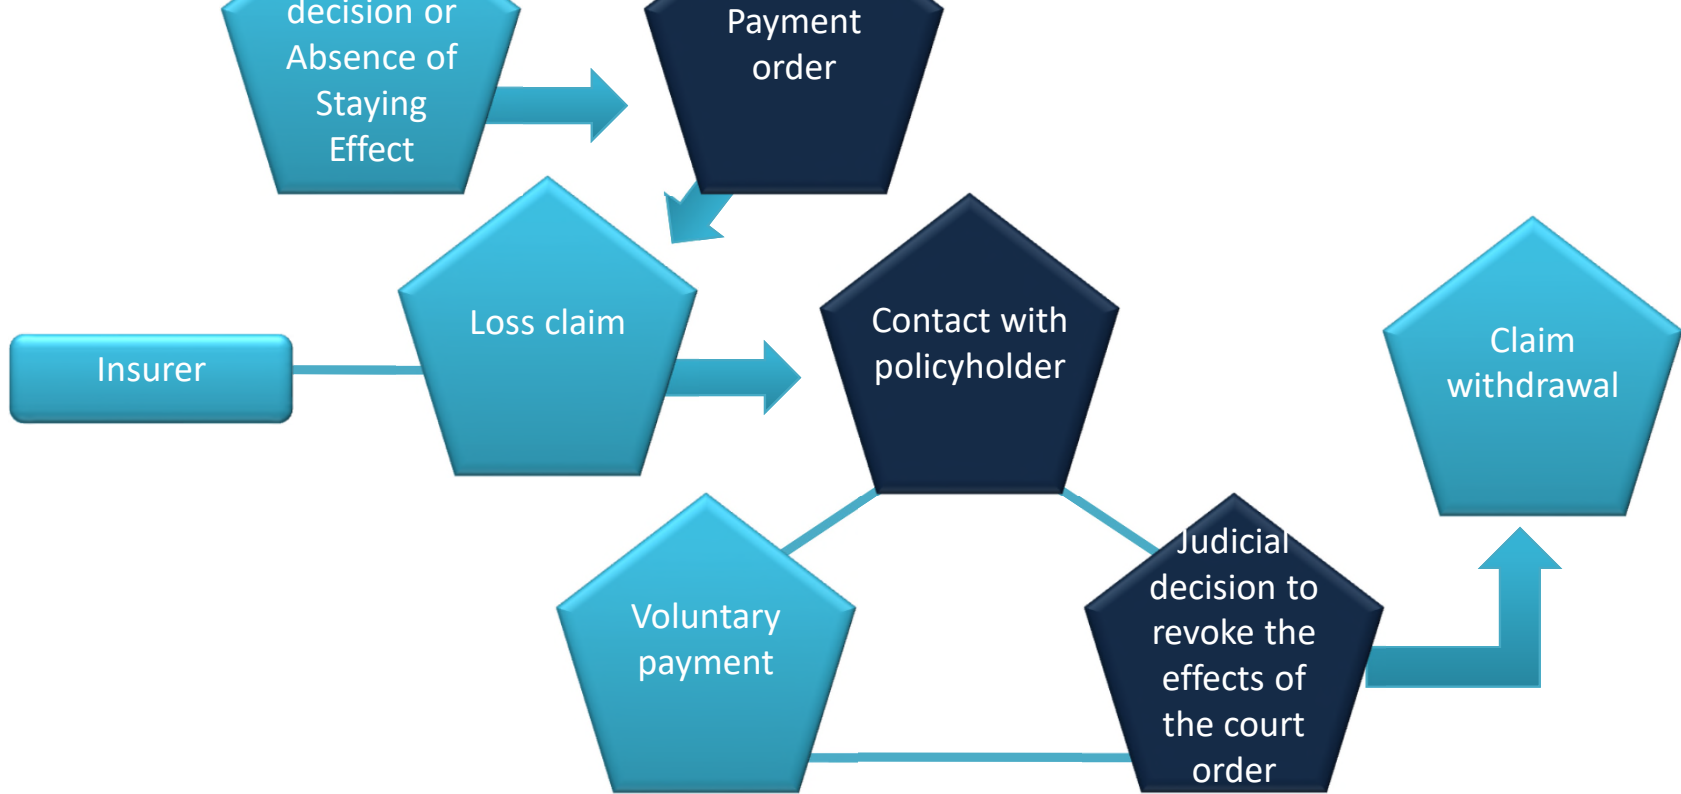 decision or
Absence of
Staying
Effect
Payment
order
Loss claim
Insurer
Contact with
policyholder
Claim
withdrawal
Voluntary
payment
Judicial
decision to
revoke the
effects of
the court
order